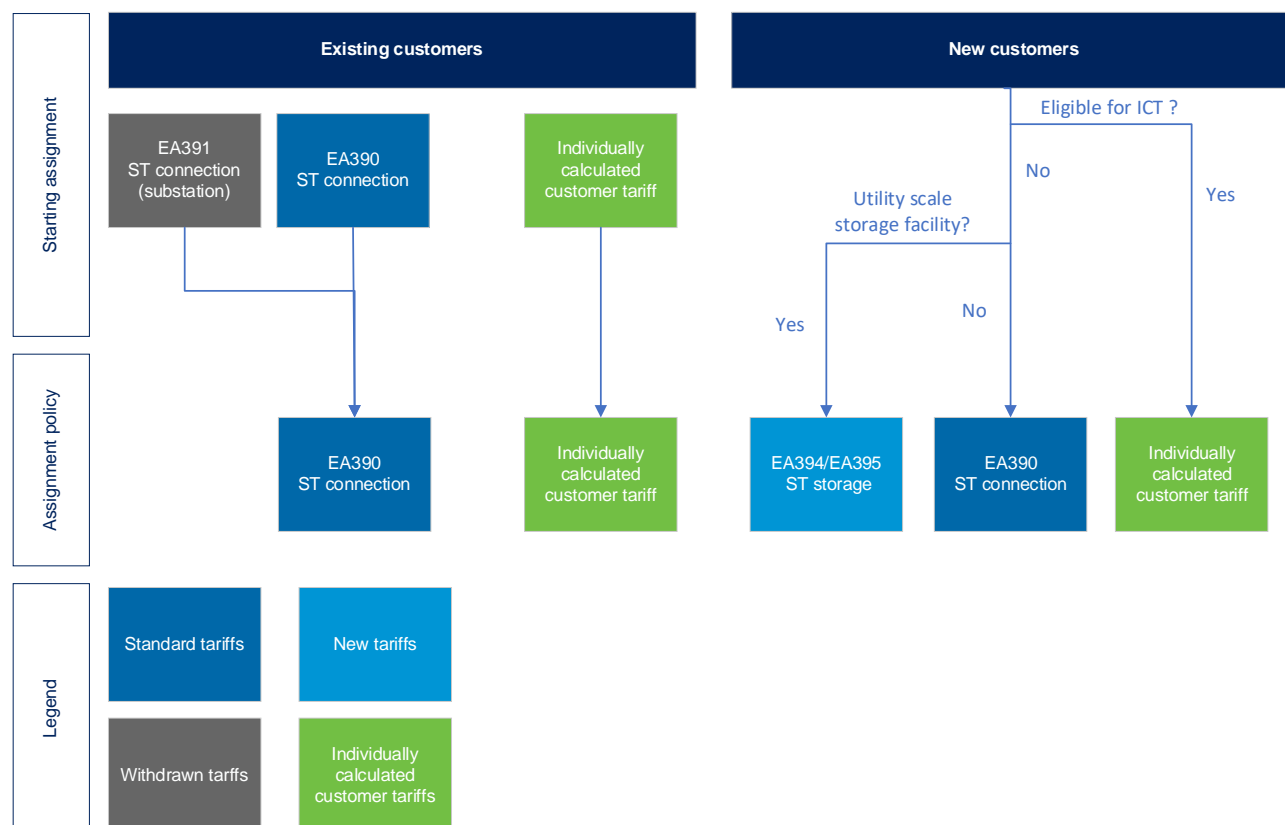 Starting assignment
Existing customers
New customers
EA391
ST connection
(substation)
EA390
ST connection
Individually
calculated
customer tariff
Eligible for ICT ?
No
Yes
Utility scale
storage facility?
Yes
No
Assignment policy
EA390
ST connection
Individually
calculated
customer tariff
EA394/EA395
ST storage
EA390
ST connection
Individually
calculated
customer tariff
Legend
Standard tariffs
New tariffs
Withdrawn tarffs
Individually
calculated
customer tariffs